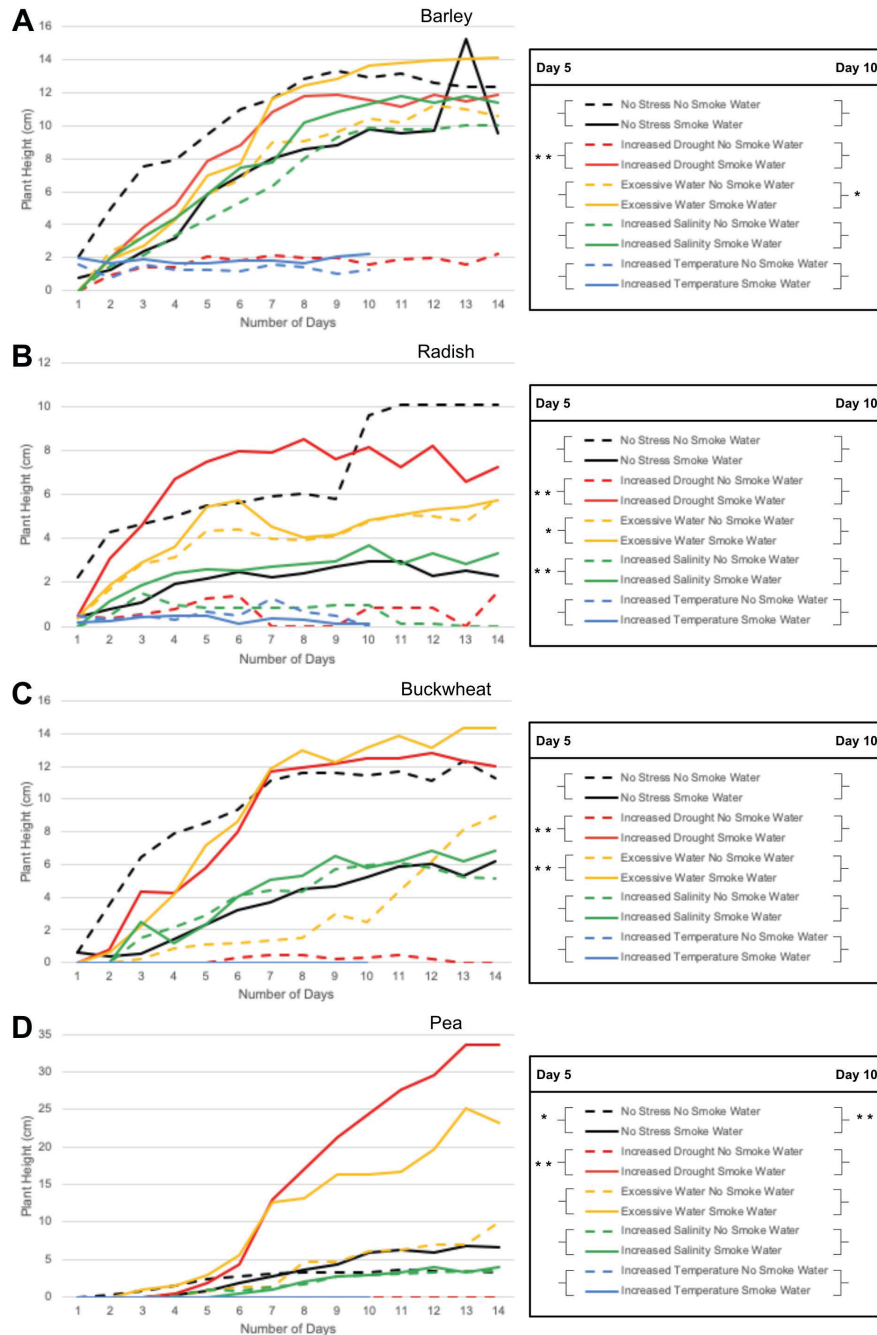 A
Barley
16
14
12
10
8
6
4
2
0
Plant Height (cm)
1 2 3 4 5 6 7 8 9 10 11 12 13 14
Number of Days
Day 5 Day 10
No Stress No Smoke Water
No Stress Smoke Water
Increased Drought No Smoke Water
* * Increased Drought Smoke Water
Excessive Water No Smoke Water
*
Excessive Water Smoke Water
Increased Salinity No Smoke Water
Increased Salinity Smoke Water
Increased Temperature No Smoke Water
Increased Temperature Smoke Water
B
Radish
12
10
8
6
4
2
0
Plant Height (cm)
1 2 3 4 5 6 7 8 9 10 11 12 13 14
Number of Days
Day 5 Day 10
No Stress No Smoke Water
No Stress Smoke Water
Increased Drought No Smoke Water
* *
Increased Drought Smoke Water
Excessive Water No Smoke Water
*
Excessive Water Smoke Water
Increased Salinity No Smoke Water
* *
Increased Salinity Smoke Water
Increased Temperature No Smoke Water
Increased Temperature Smoke Water
C
Buckwheat
16
14
12
10
8
6
4
2
0
Plant Height (cm)
1 2 3 4 5 6 7 8 9 10 11 12 13 14
Number of Days
Day 5 Day 10
No Stress No Smoke Water
No Stress Smoke Water
Increased Drought No Smoke Water
* *
Increased Drought Smoke Water
Excessive Water No Smoke Water
* *
Excessive Water Smoke Water
Increased Salinity No Smoke Water
Increased Salinity Smoke Water
Increased Temperature No Smoke Water
Increased Temperature Smoke Water
D
Pea
35
30
25
20
15
10
5
0
Plant Height (cm)
1 2 3 4 5 6 7 8 9 10 11 12 13 14
Number of Days
Day 5 Day 10
* No Stress No Smoke Water * *
No Stress Smoke Water
Increased Drought No Smoke Water
* *
Increased Drought Smoke Water
Excessive Water No Smoke Water
Excessive Water Smoke Water
Increased Salinity No Smoke Water
Increased Salinity Smoke Water
Increased Temperature No Smoke Water
Increased Temperature Smoke Water